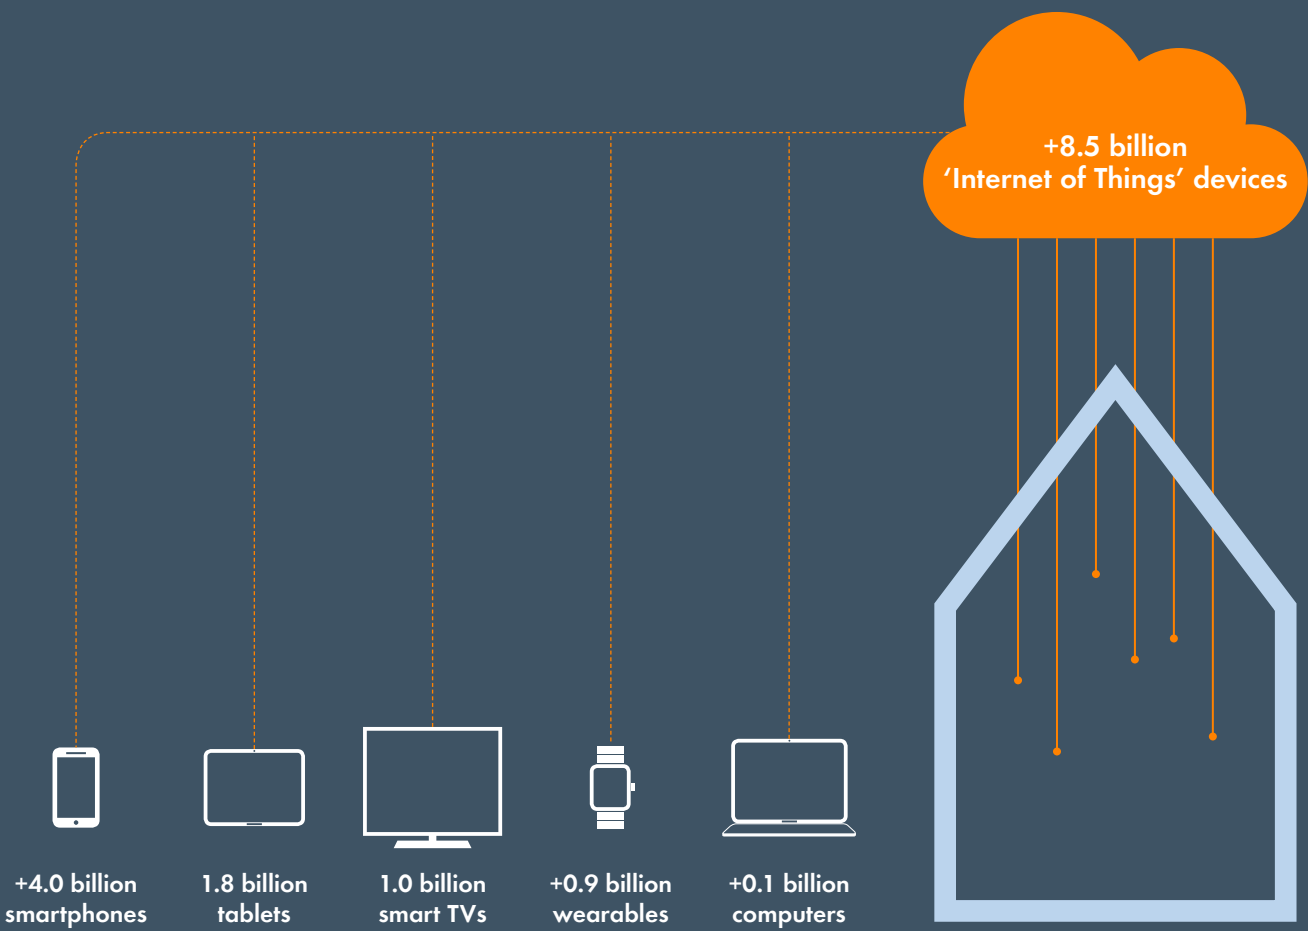 +8.5 billion
‘Internet of Things’ devices
+4.0 billion
smartphones
1.8 billion
tablets
1.0 billion
smart TVs
+0.9 billion
wearables
+0.1 billion
computers